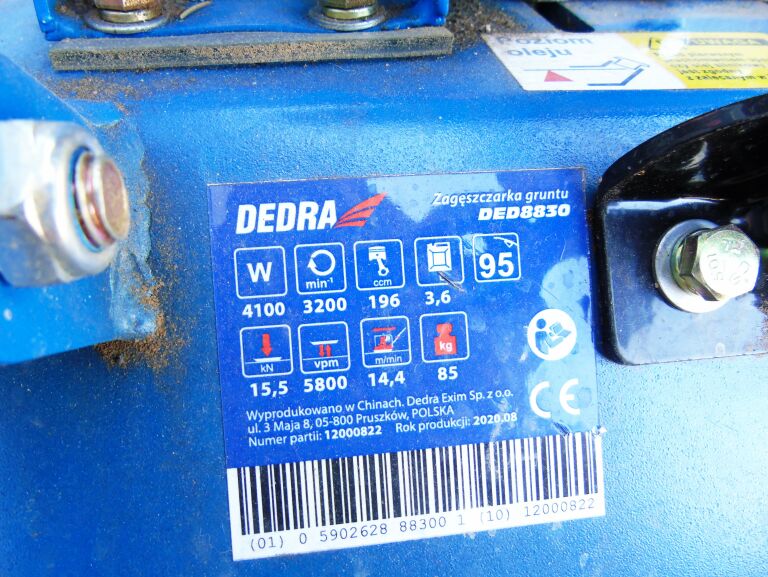 Poziom
oleju
DEDRA
Zagęszczarka gruntu
DED8830
W
min⁻¹
ccm
95
4100 3200 196 3,6
kN
vpm
m/min
kg
15,5 5800 14,4 85
Wyprodukowano w Chinach. Dedra Exim Sp. z o.o.
ul. 3 Maja 8, 05-800 Pruszków, POLSKA
Numer partii: 12000822 Rok produkcji: 2020.08
CE
(01) 0 5902628 88300 1 (10) 12000822